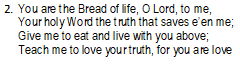 2. You are the Bread of life, O Lord, to me,
Your holy Word the truth that saves e'en me;
Give me to eat and live with you above;
Teach me to love your truth, for you are love